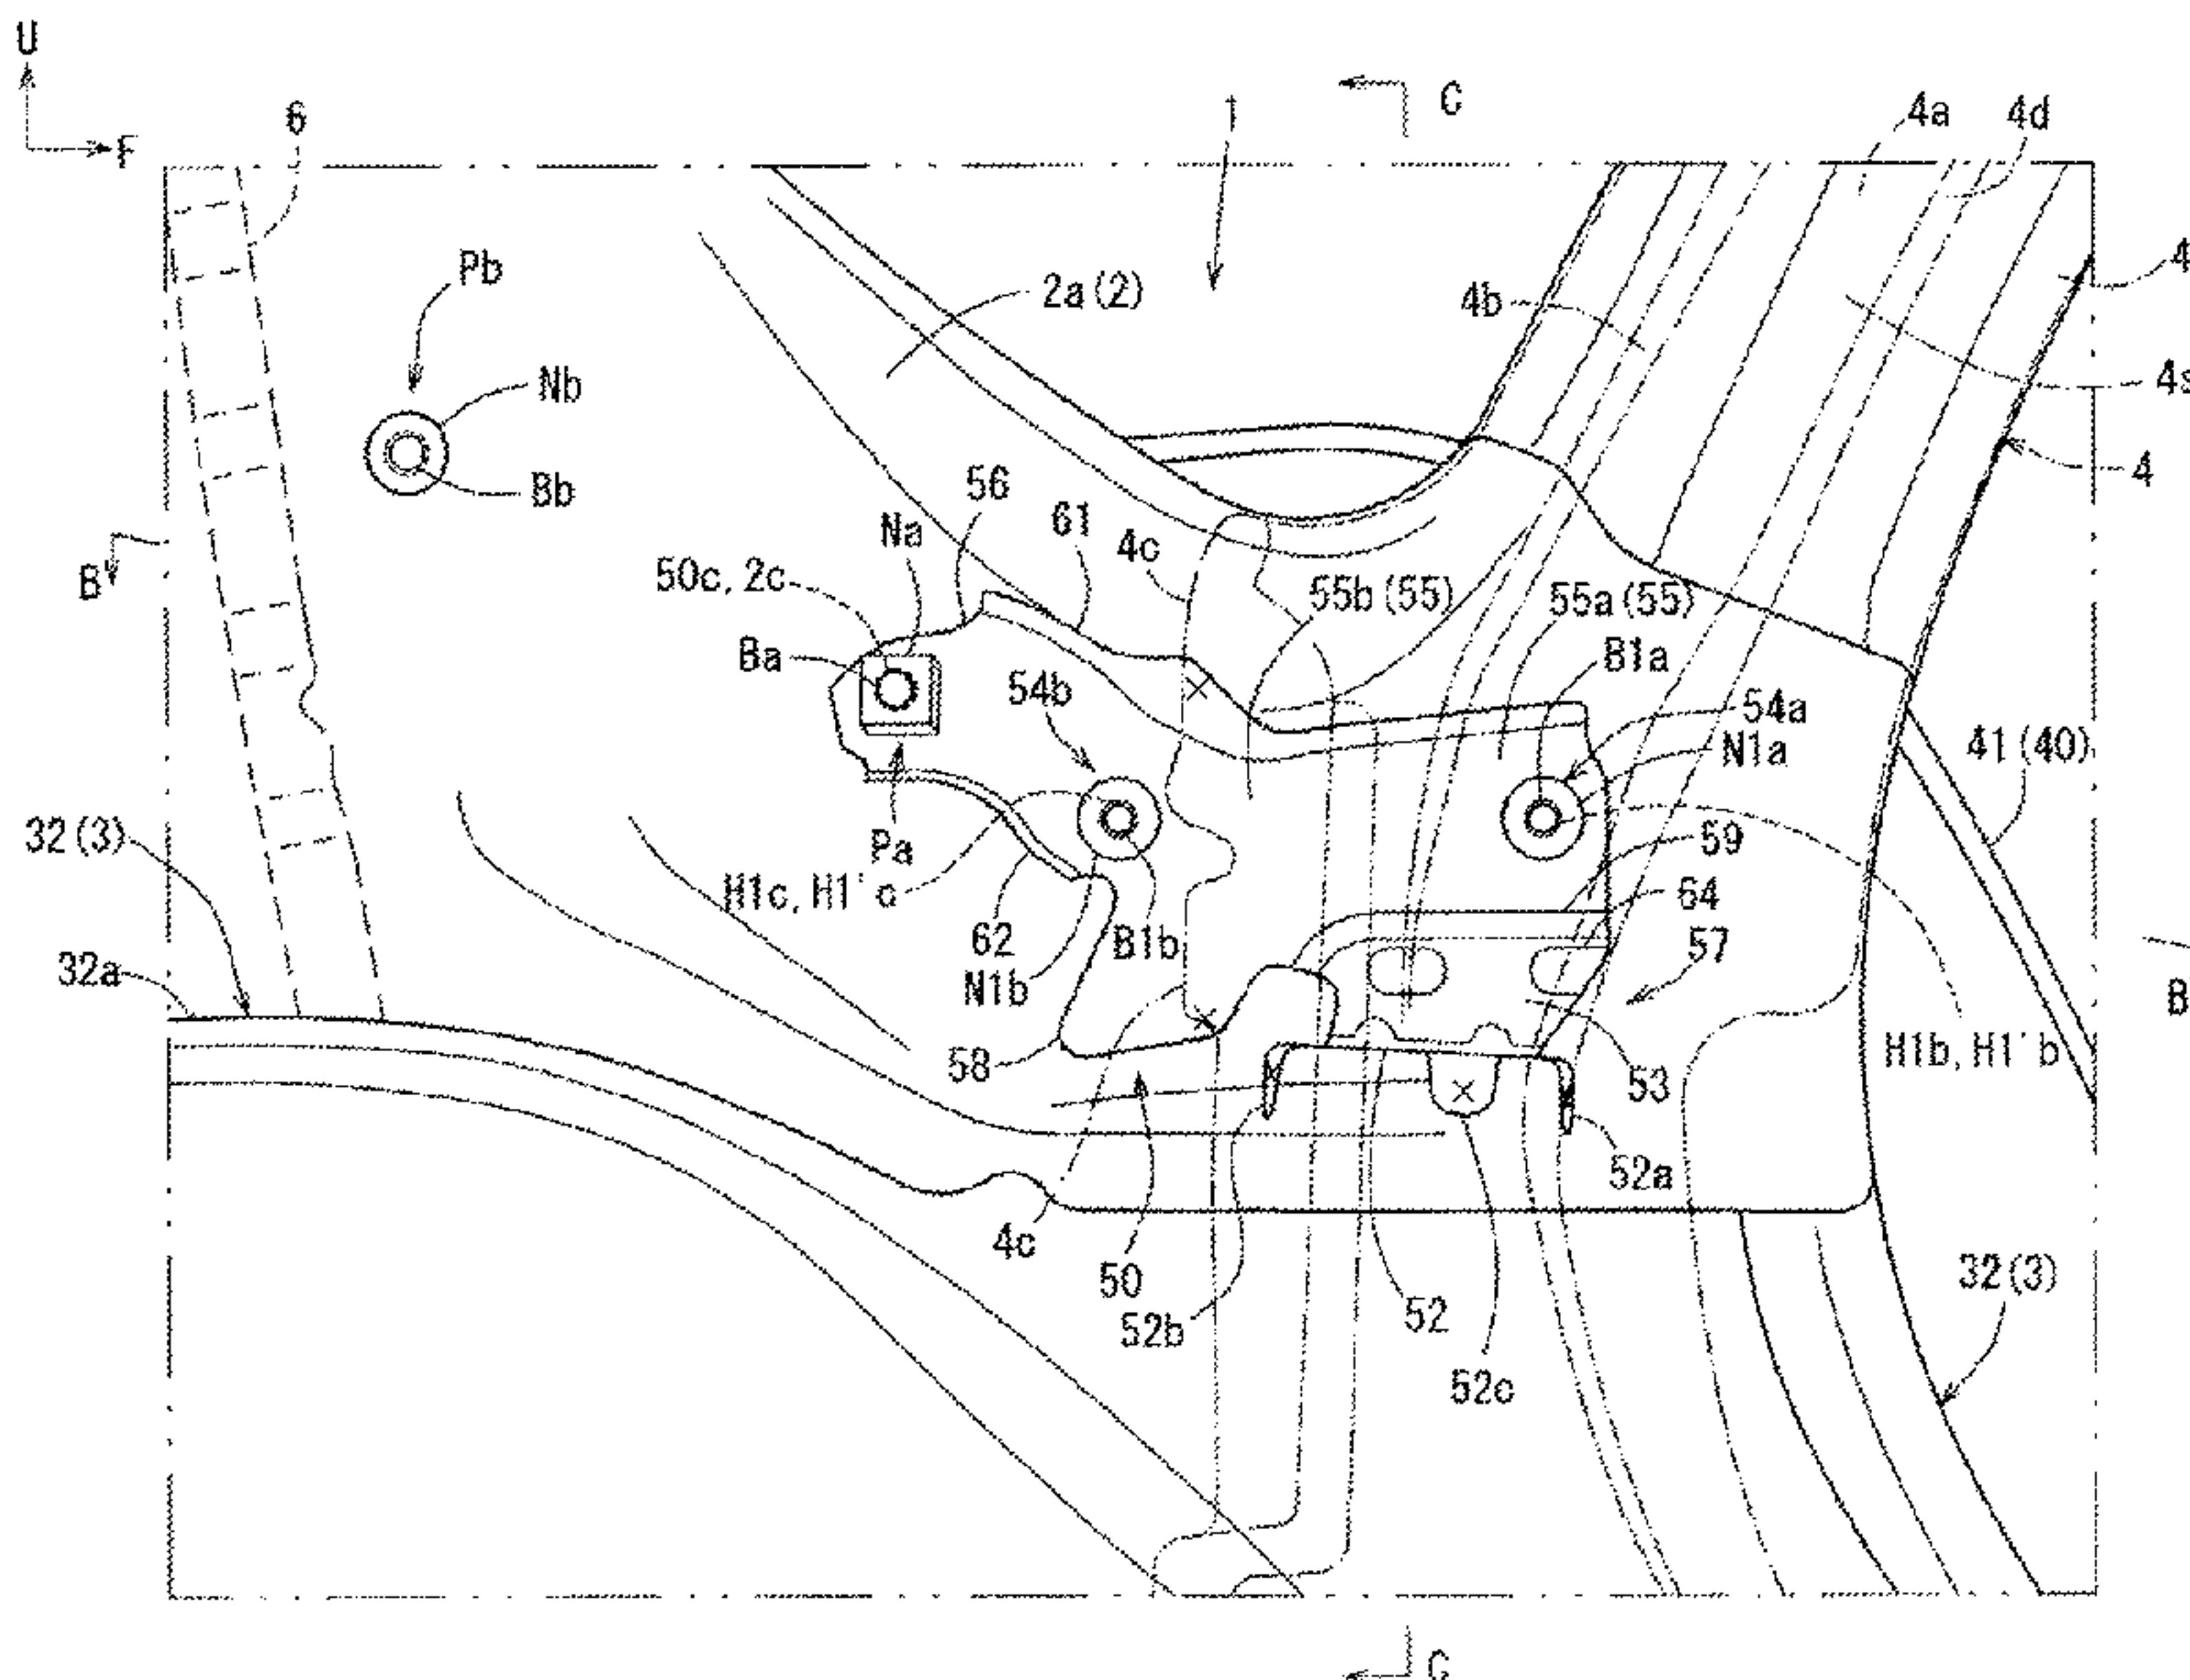 U
F
6
1
C
4a
4d
Pb
2a(2)
4b
4
4s
Nb
Bb
4
56
61
4c
Na
B
50c, 2c
55b(55)
55a(55)
Ba
54b
B1a
54a
N1a
41(40)
32(3)
Pa
59
H1c, H1'c
64
62
B1b
57
32a
N1b
B
58
53
H1b, H1'b
52a
4c
50
52b
52
32(3)
52c
C